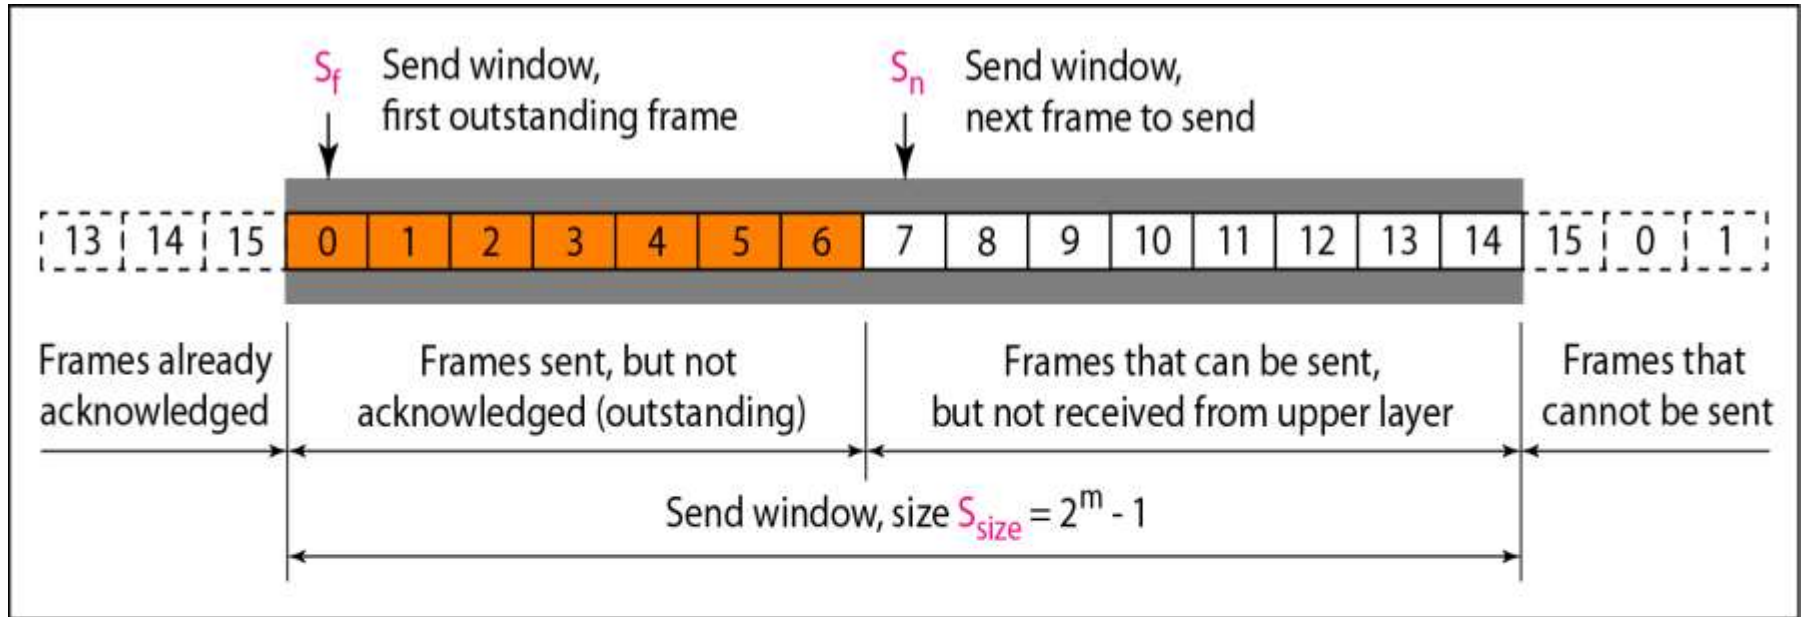 Sf Send window, first outstanding frame
Sn Send window, next frame to send
13 14 15 0 1 2 3 4 5 6 7 8 9 10 11 12 13 14 15 0 1
Frames already acknowledged
Frames sent, but not acknowledged (outstanding)
Frames that can be sent, but not received from upper layer
Frames that cannot be sent
Send window, size Ssize = 2^m - 1